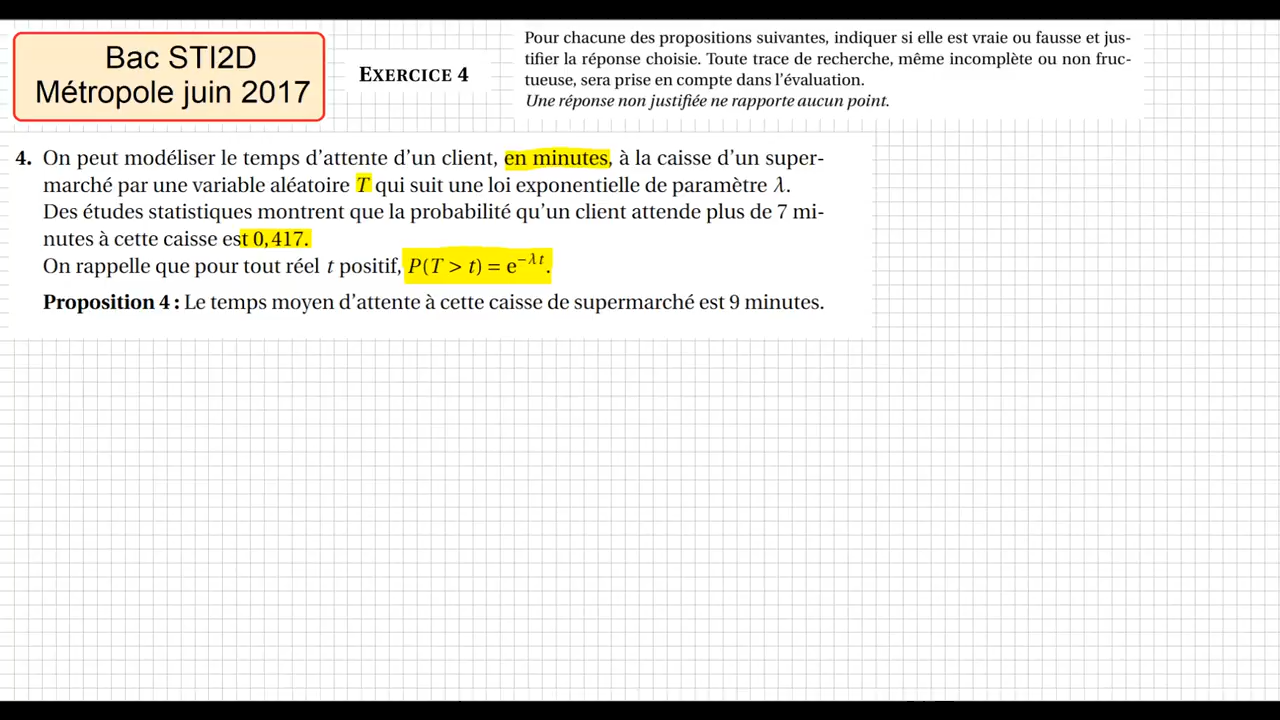 Bac STI2D
Métropole juin 2017
EXERCICE 4
Pour chacune des propositions suivantes, indiquer si elle est vraie ou fausse et jus-
tifier la réponse choisie. Toute trace de recherche, même incomplète ou non fruc-
tueuse, sera prise en compte dans l'évaluation.
Une réponse non justifiée ne rapporte aucun point.
4. On peut modéliser le temps d'attente d'un client, en minutes, à la caisse d'un super-
marché par une variable aléatoire T qui suit une loi exponentielle de paramètre λ.
Des études statistiques montrent que la probabilité qu'un client attende plus de 7 mi-
nutes à cette caisse est 0,417.
On rappelle que pour tout réel t positif, P(T > t) = e^{-λt}.
Proposition 4 : Le temps moyen d'attente à cette caisse de supermarché est 9 minutes.